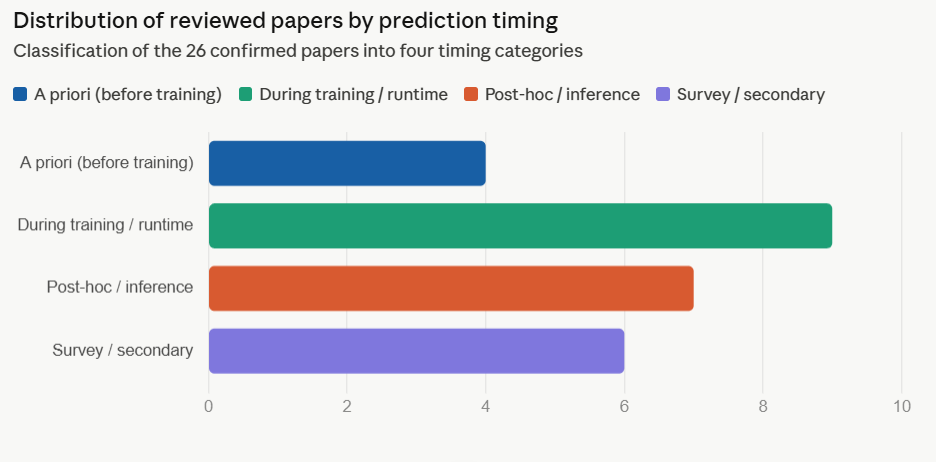 Distribution of reviewed papers by prediction timing
Classification of the 26 confirmed papers into four timing categories
A priori (before training) During training / runtime Post-hoc / inference Survey / secondary
A priori (before training)
During training / runtime
Post-hoc / inference
Survey / secondary
0 2 4 6 8 10